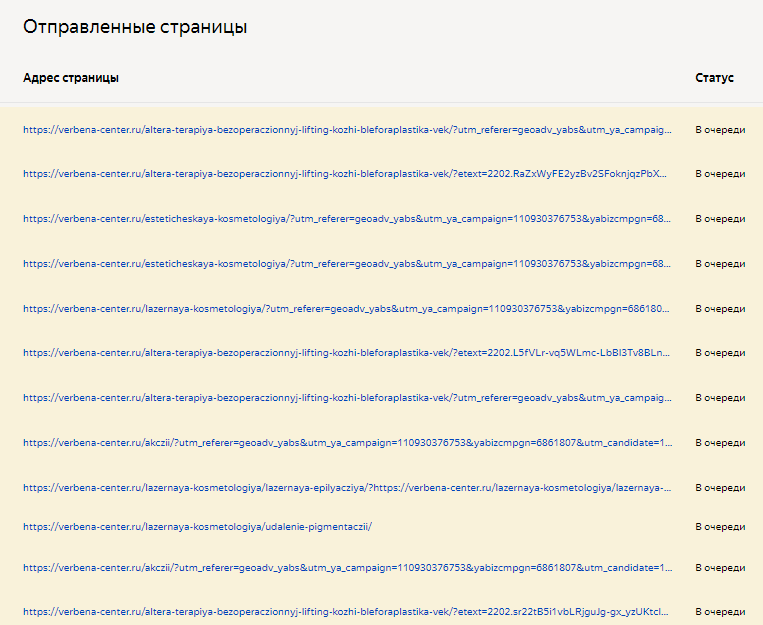 Отправленные страницы
Адрес страницы Статус
https://verbena-center.ru/altera-terapiya-bezoperaczionnyj-lifting-kozhi-bleforaplastika-vek/?utm_referer=geoadv_yabs&utm_ya_campaig... В очереди
https://verbena-center.ru/altera-terapiya-bezoperaczionnyj-lifting-kozhi-bleforaplastika-vek/?etext=2202.RaZxWyFE2yzBv2SFoknjqzPbX... В очереди
https://verbena-center.ru/esteticheskaya-kosmetologiya/?utm_referer=geoadv_yabs&utm_ya_campaign=110930376753&yabizcmpgn=68... В очереди
https://verbena-center.ru/esteticheskaya-kosmetologiya/?utm_referer=geoadv_yabs&utm_ya_campaign=110930376753&yabizcmpgn=68... В очереди
https://verbena-center.ru/lazernaya-kosmetologiya/?utm_referer=geoadv_yabs&utm_ya_campaign=110930376753&yabizcmpgn=686180... В очереди
https://verbena-center.ru/altera-terapiya-bezoperaczionnyj-lifting-kozhi-bleforaplastika-vek/?etext=2202.L5fVLr-vq5WLmc-LbBI3Tv8BLn... В очереди
https://verbena-center.ru/altera-terapiya-bezoperaczionnyj-lifting-kozhi-bleforaplastika-vek/?utm_referer=geoadv_yabs&utm_ya_campaig... В очереди
https://verbena-center.ru/akczii/?utm_referer=geoadv_yabs&utm_ya_campaign=110930376753&yabizcmpgn=6861807&utm_candidate=1... В очереди
https://verbena-center.ru/lazernaya-kosmetologiya/lazernaya-epilyacziya/?https://verbena-center.ru/lazernaya-kosmetologiya/lazernaya-... В очереди
https://verbena-center.ru/lazernaya-kosmetologiya/udalenie-pigmentaczii/ В очереди
https://verbena-center.ru/akczii/?utm_referer=geoadv_yabs&utm_ya_campaign=110930376753&yabizcmpgn=6861807&utm_candidate=1... В очереди
https://verbena-center.ru/altera-terapiya-bezoperaczionnyj-lifting-kozhi-bleforaplastika-vek/?etext=2202.sr22tB5i1vbLRjguJg-gx_yzUKtcl... В очереди